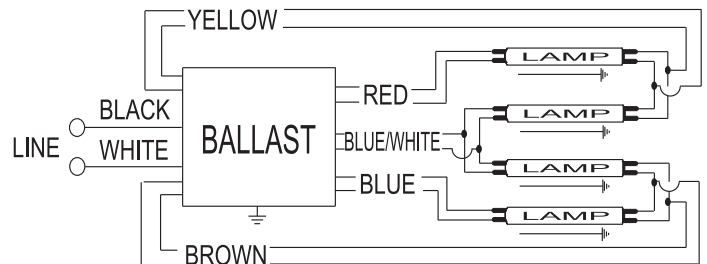 YELLOW
LAMP
RED
BLACK
LAMP
LINE
BALLAST
BLUE/WHITE
WHITE
LAMP
BLUE
LAMP
BROWN